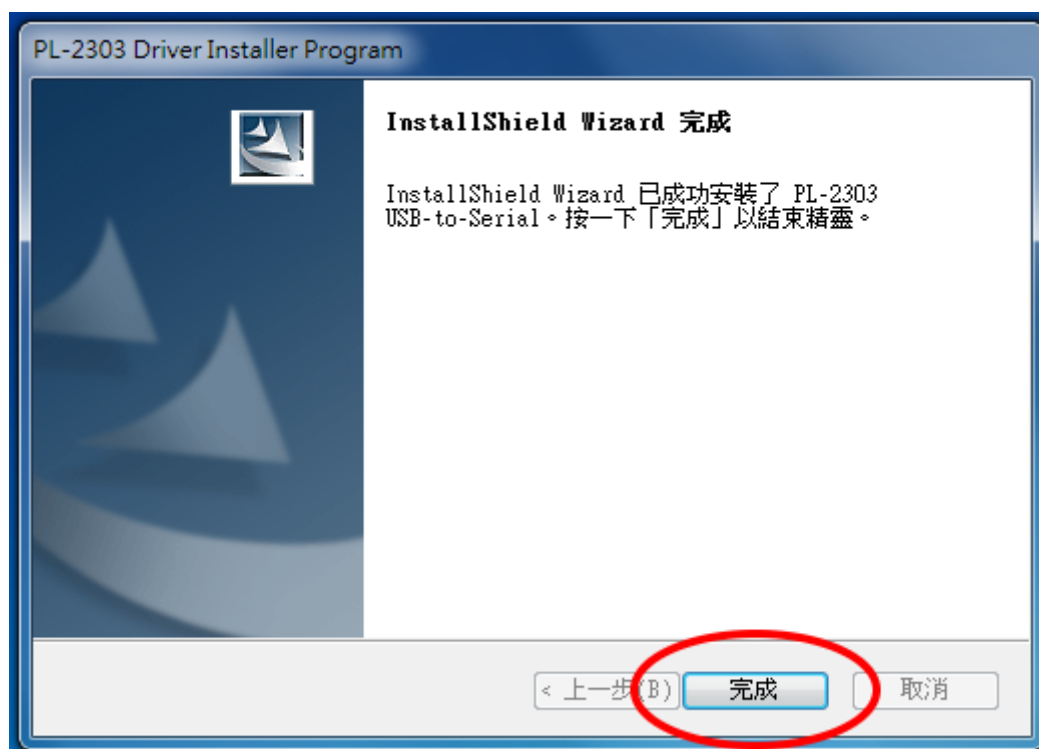 PL-2303 Driver Installer Program
InstallShield Wizard 完成
InstallShield Wizard 已成功安裝了 PL-2303
USB-to-Serial。按一下「完成」以結束精靈。
< 上一步(B)
完成
取消